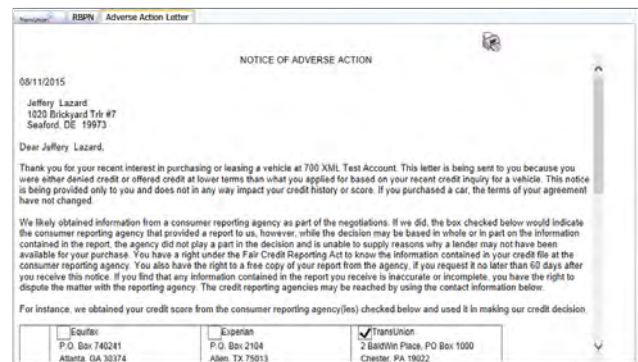 TransUnion RBPN Adverse Action Letter
NOTICE OF ADVERSE ACTION
08/11/2015
Jeffery Lazard
1020 Brickyard Trlr #7
Seaford, DE 19973
Dear Jeffery Lazard,
Thank you for your recent interest in purchasing or leasing a vehicle at 700 XML Test Account. This letter is being sent to you because you
were either denied credit or offered credit at lower terms than what you applied for based on your recent credit inquiry for a vehicle. This notice
is being provided only to you and does not in any way impact your credit history or score. If you purchased a car, the terms of your agreement
have not changed.
We likely obtained information from a consumer reporting agency as part of the negotiations. If we did, the box checked below would indicate
the consumer reporting agency that provided a report to us, however, while the decision may be based in whole or in part on the information
contained in the report, the agency did not play a part in the decision and is unable to supply reasons why a lender may not have been
available for your purchase. You have a right under the Fair Credit Reporting Act to know the information contained in your credit file at the
consumer reporting agency. You also have the right to a free copy of your report from the agency, if you request it no later than 60 days after
you receive this notice. If you find that any information contained in the report you receive is inaccurate or incomplete, you have the right to
dispute the matter with the reporting agency. The credit reporting agencies may be reached by using the contact information below.
For instance, we obtained your credit score from the consumer reporting agency(ies) checked below and used it in making our credit decision
Equifax Experian TransUnion
P.O. Box 740241 P.O. Box 2104 2 BaldWin Place, PO Box 1000
Atlanta, GA 30374 Allen, TX 75013 Chester, PA 19022